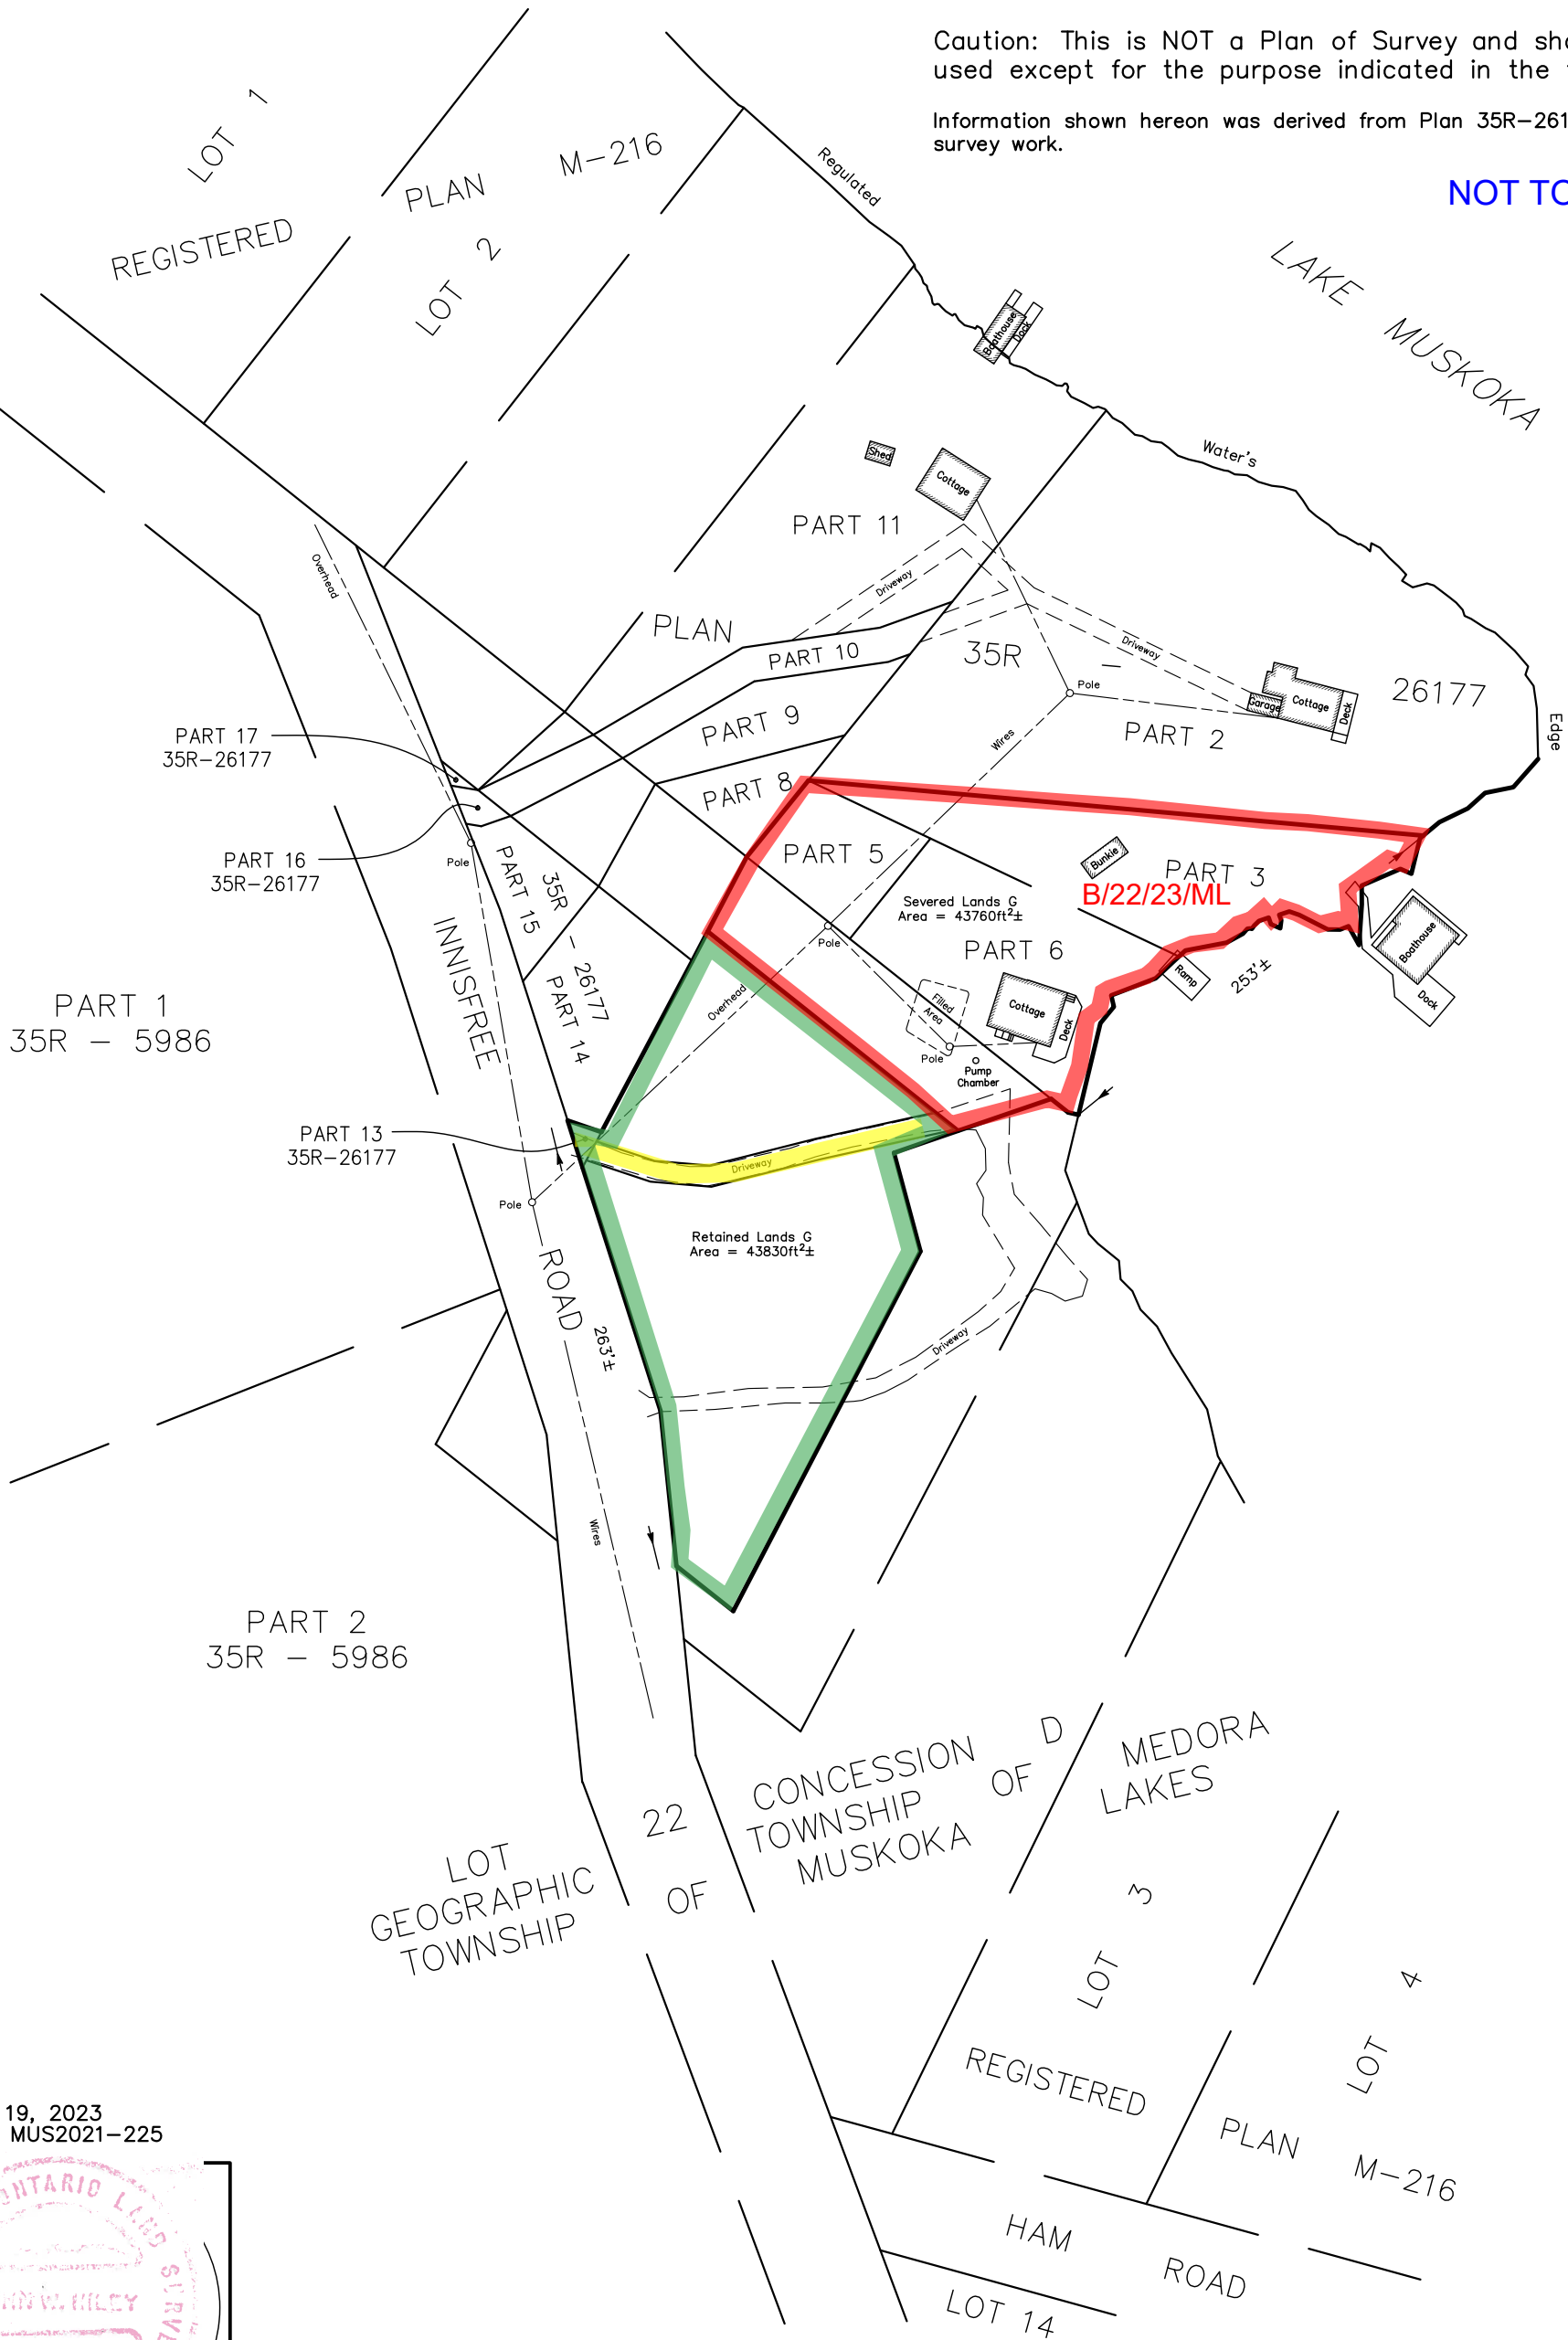 Caution: This is NOT a Plan of Survey and sh
used except for the purpose indicated in the
Information shown hereon was derived from Plan 35R-261
survey work.
NOT TO
LAKE MUSKOKA
LOT 1
REGISTERED PLAN M-216
LOT 2
Regulated
Water's
Edge
Boathouse
Dock
Shed
Cottage
PART 11
Driveway
Overhead
PLAN 35R - 26177
PART 10
Driveway
Pole
Garage
Cottage
Deck
PART 9
PART 2
Wires
PART 17
35R-26177
PART 8
PART 5
Bunkie
PART 3
B/22/23/ML
PART 16
35R-26177
Pole
PART 15
35R - 26177
PART 14
Severed Lands G
Area = 43760ft²±
Pole
PART 6
Boathouse
Dock
Ramp
253'±
INNISFREE ROAD
Overhead
Filled
Area
Cottage
Deck
Pole
Pump
Chamber
PART 1
35R - 5986
PART 13
35R-26177
Driveway
Pole
Retained Lands G
Area = 43830ft²±
263'±
Driveway
Wires
PART 2
35R - 5986
LOT 22 CONCESSION D
GEOGRAPHIC TOWNSHIP OF MEDORA
TOWNSHIP OF MUSKOKA LAKES
LOT 3
LOT 4
REGISTERED PLAN M-216
HAM ROAD
LOT 14
19, 2023
MUS2021-225
ONTARIO LAND SURVE
W. HILEY